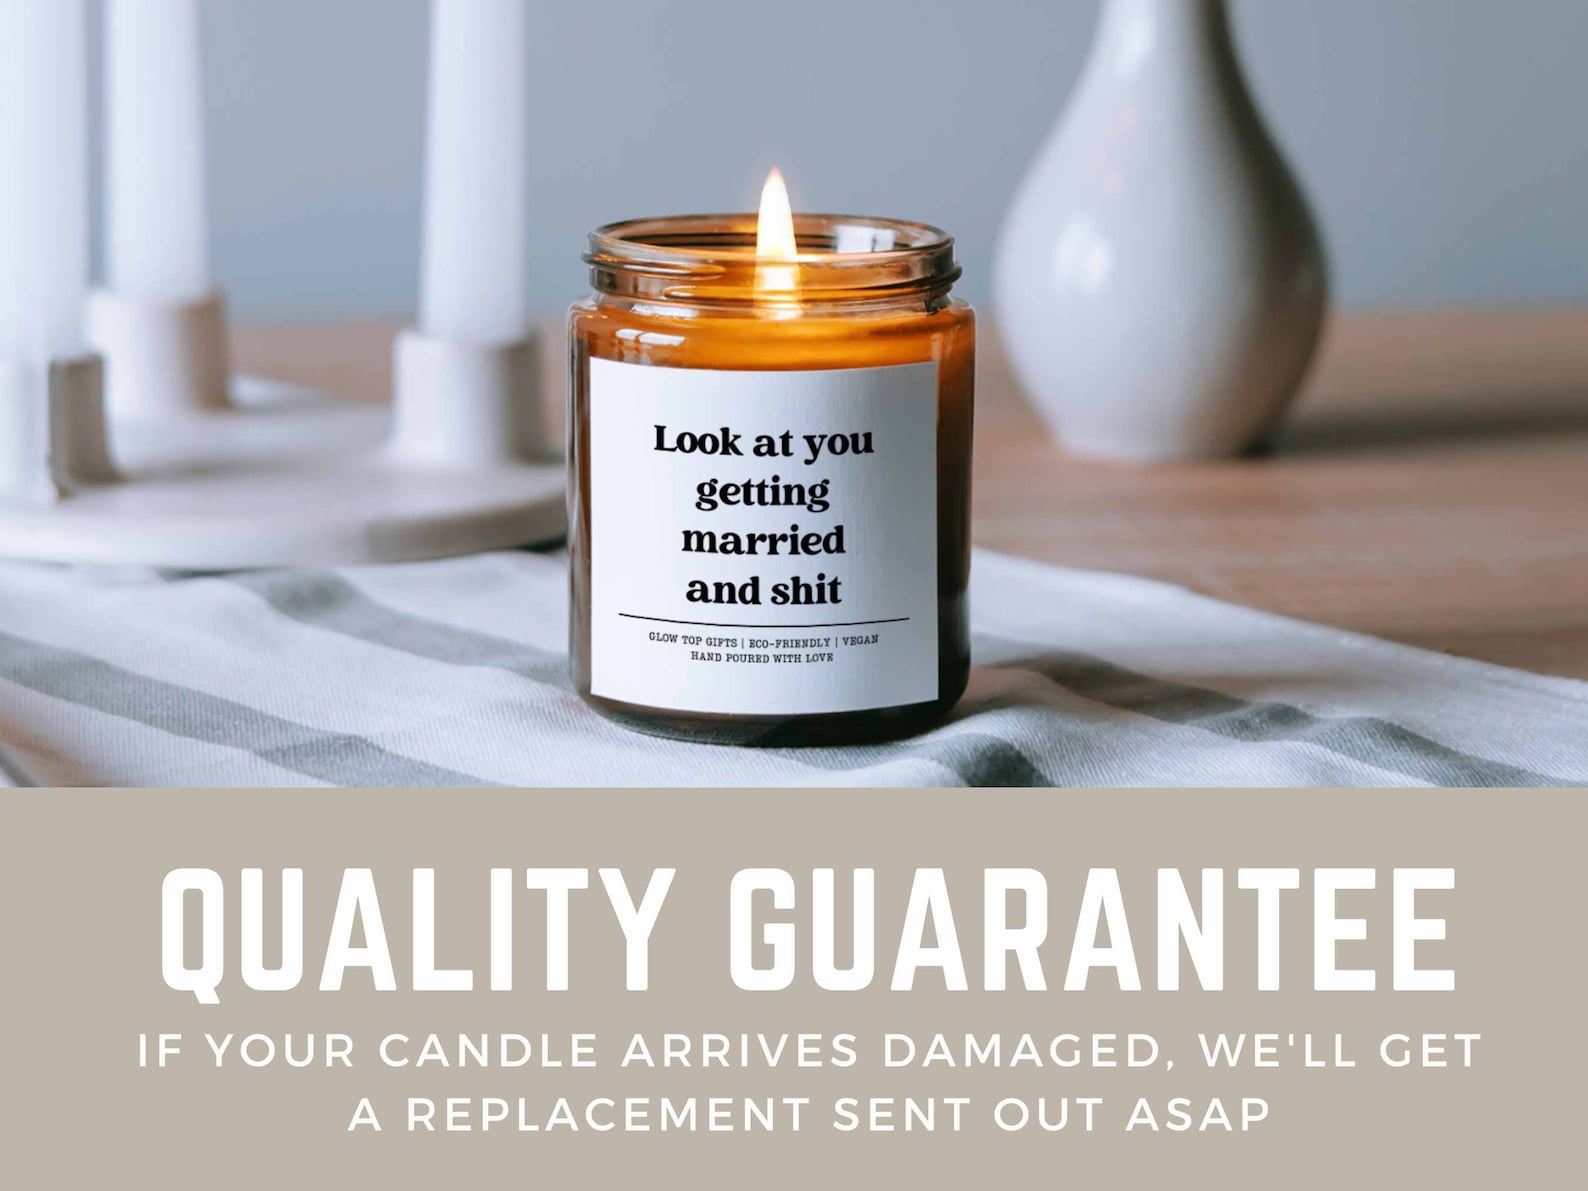 Look at you
getting
married
and shit
GLOW TOP GIFTS | ECO-FRIENDLY | VEGAN
HAND POURED WITH LOVE
QUALITY GUARANTEE
IF YOUR CANDLE ARRIVES DAMAGED, WE'LL GET
A REPLACEMENT SENT OUT ASAP